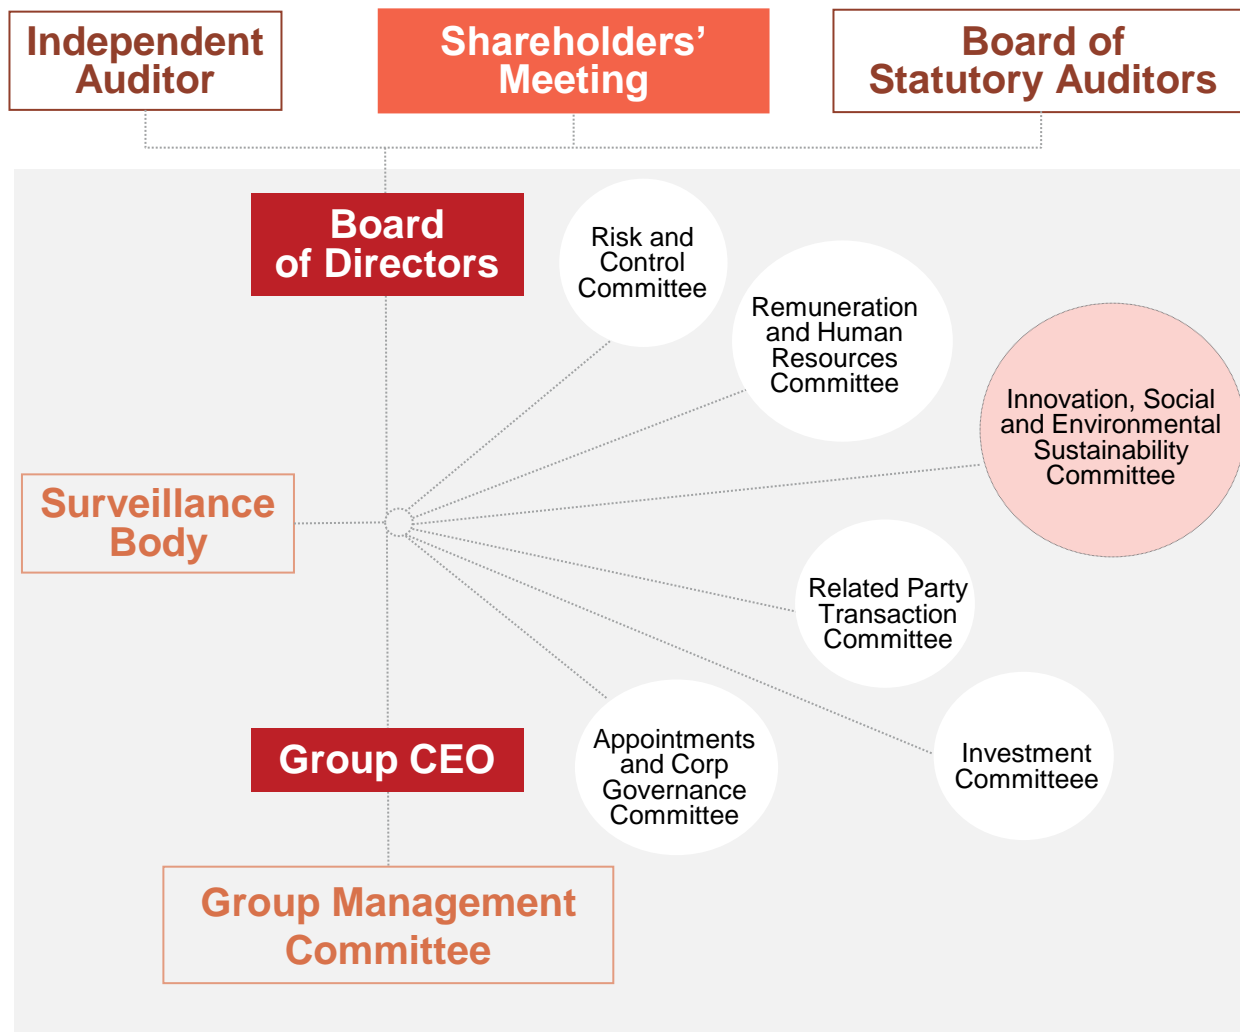 Independent
Auditor
Shareholders’
Meeting
Board of
Statutory Auditors
Board
of Directors
Risk and
Control
Committee
Remuneration
and Human
Resources
Committee
Innovation, Social
and Environmental
Sustainability
Committee
Surveillance
Body
Related Party
Transaction
Committee
Group CEO
Appointments
and Corp
Governance
Committee
Investment
Committeee
Group Management
Committee